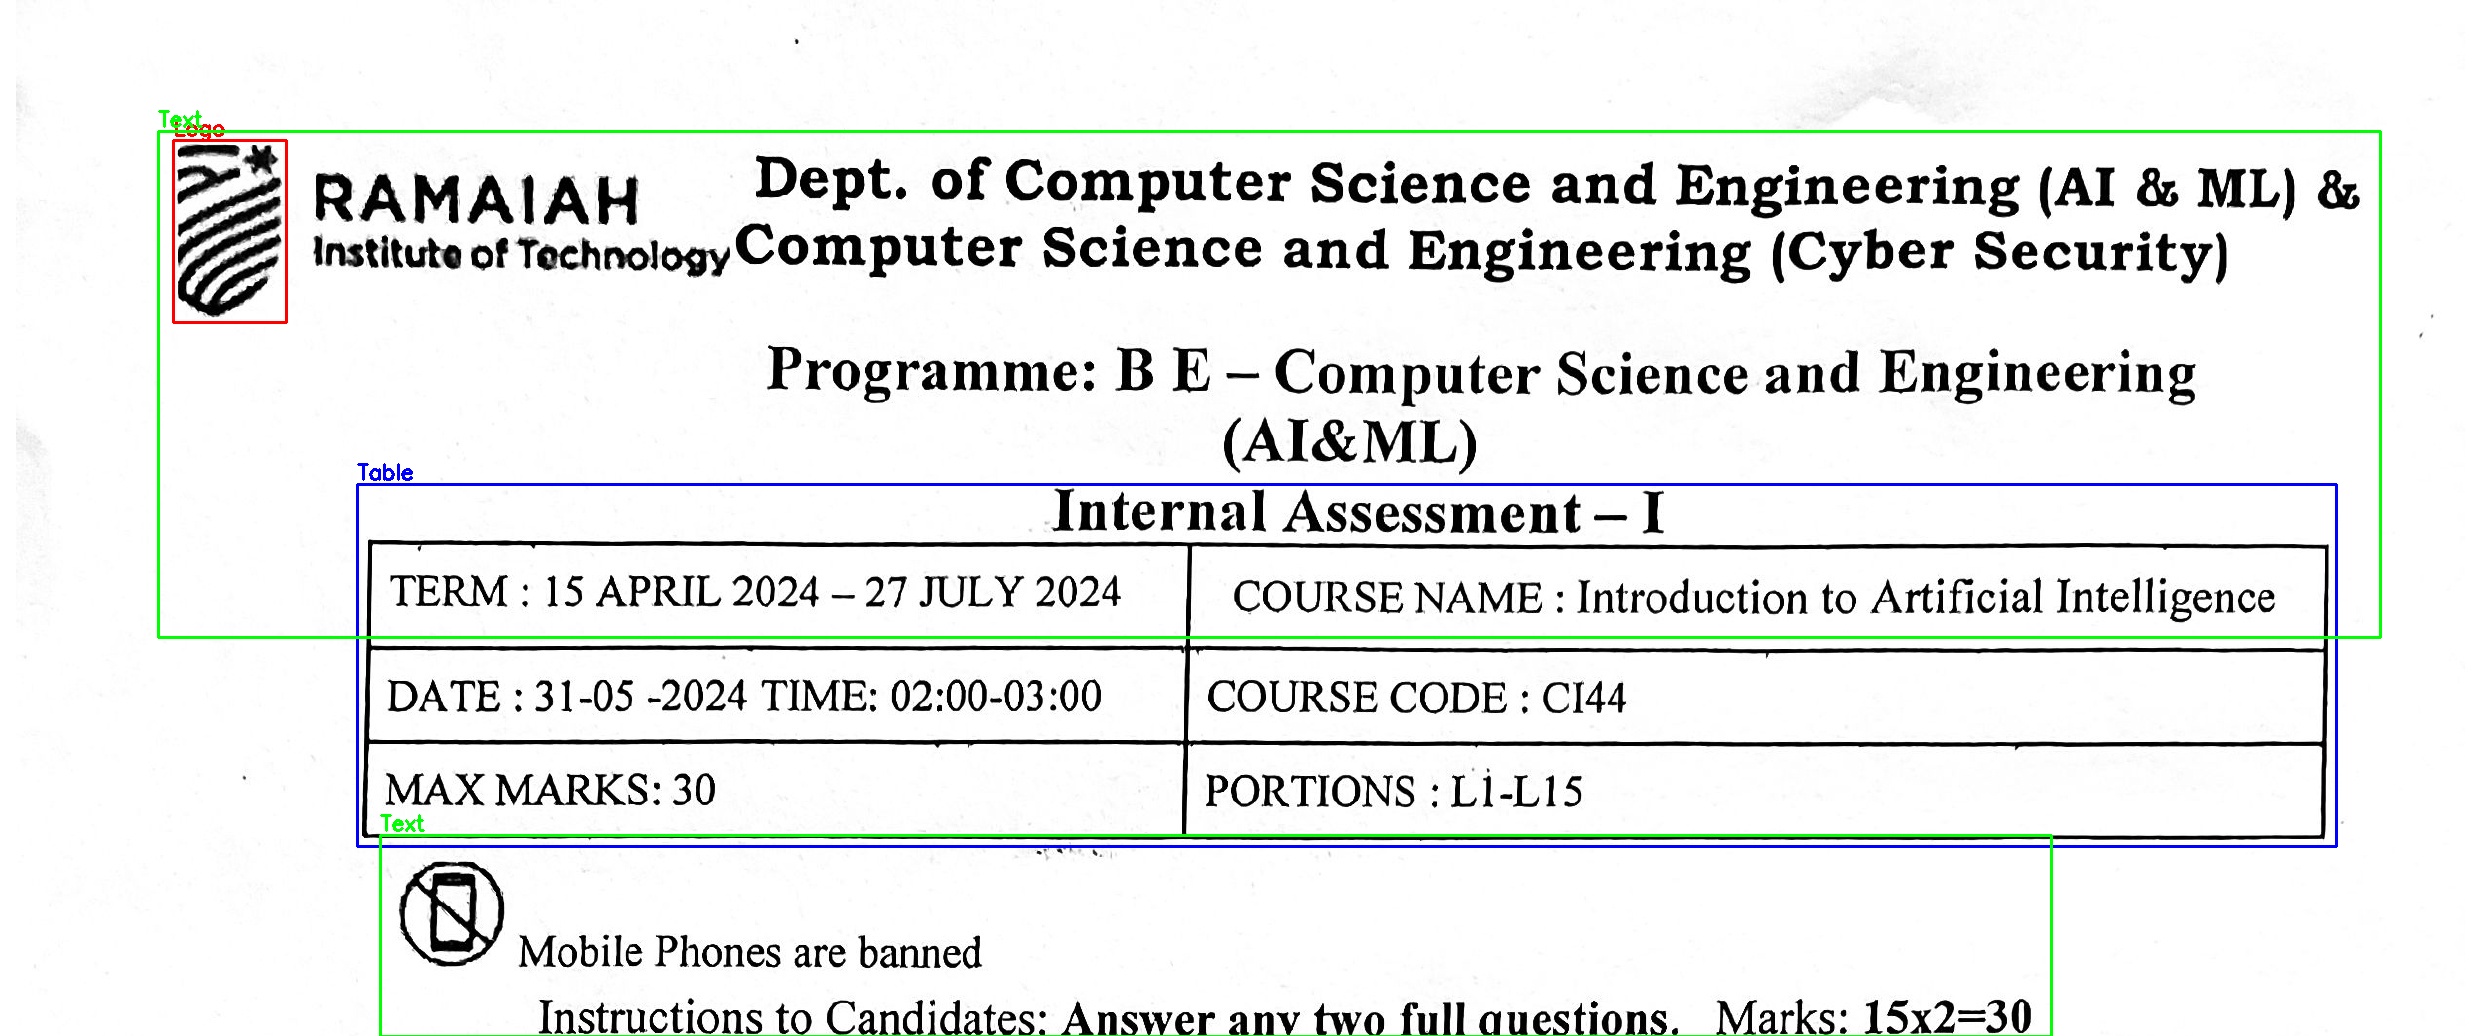 Text
Logo
RAMAIAH
Institute of Technology
Dept. of Computer Science and Engineering (AI & ML) &
Computer Science and Engineering (Cyber Security)
Programme: B E – Computer Science and Engineering
(AI&ML)
Table
Internal Assessment – I
TERM : 15 APRIL 2024 – 27 JULY 2024
COURSE NAME : Introduction to Artificial Intelligence
DATE : 31-05 -2024 TIME: 02:00-03:00
COURSE CODE : CI44
MAX MARKS: 30
PORTIONS : L1-L15
Text
Mobile Phones are banned
Instructions to Candidates: Answer any two full questions. Marks: 15x2=30